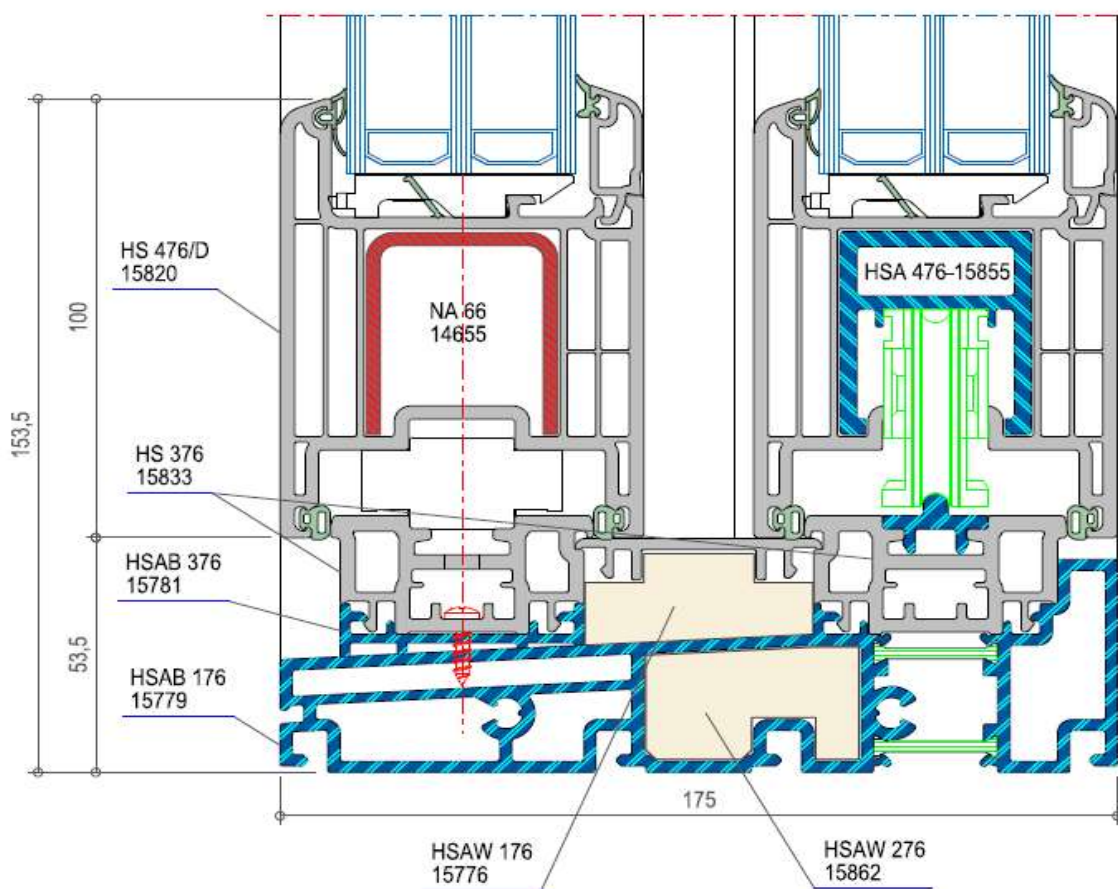 HS 476/D
15820
NA 66
14655
HSA 476–15855
100
153,5
HS 376
15833
HSAB 376
15781
53,5
HSAB 176
15779
175
HSAW 176
15776
HSAW 276
15862